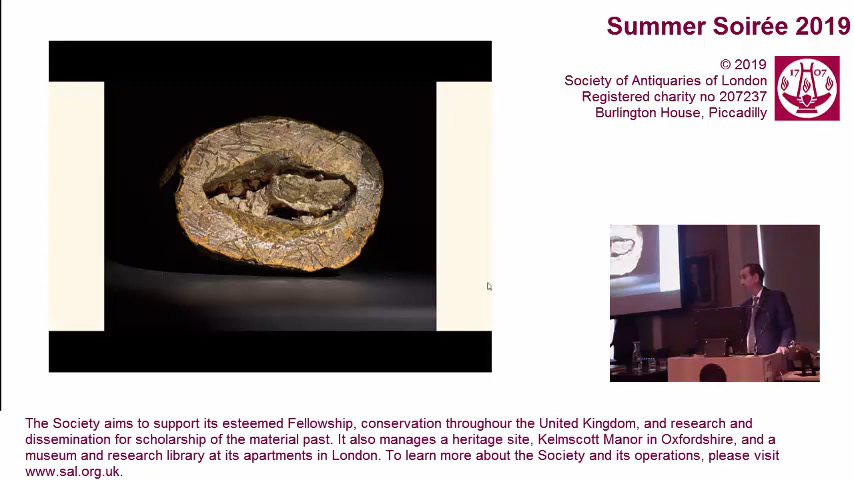 Summer Soirée 2019
© 2019
Society of Antiquaries of London
Registered charity no 207237
Burlington House, Piccadilly
1707
The Society aims to support its esteemed Fellowship, conservation throughour the United Kingdom, and research and
dissemination for scholarship of the material past. It also manages a heritage site, Kelmscott Manor in Oxfordshire, and a
museum and research library at its apartments in London. To learn more about the Society and its operations, please visit
www.sal.org.uk.